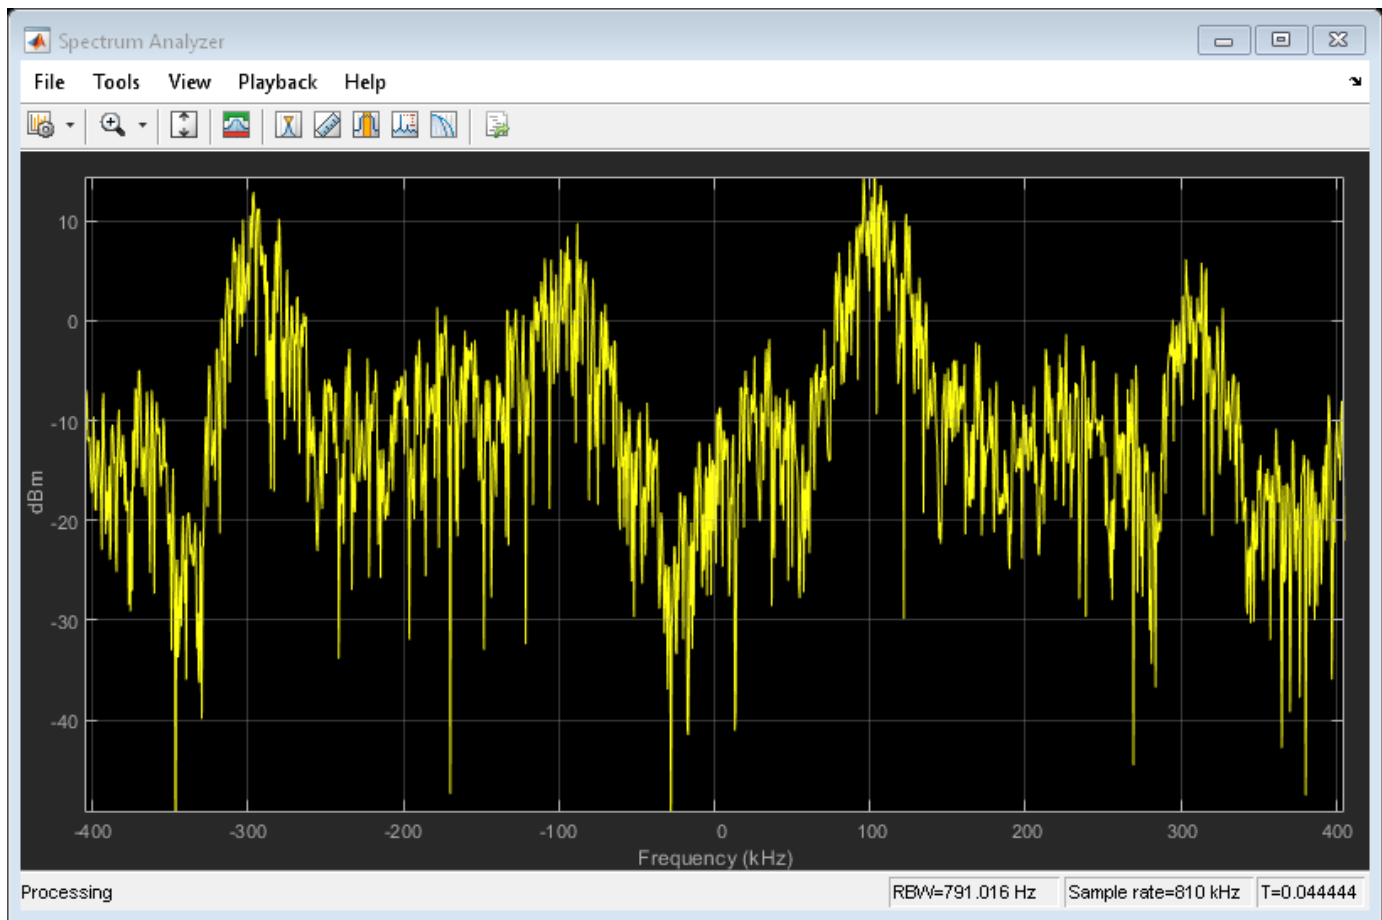 Spectrum Analyzer
File Tools View Playback Help
10
0
-10
-20
-30
-40
dBm
-400 -300 -200 -100 0 100 200 300 400
Frequency (kHz)
Processing RBW=791.016 Hz Sample rate=810 kHz T=0.044444